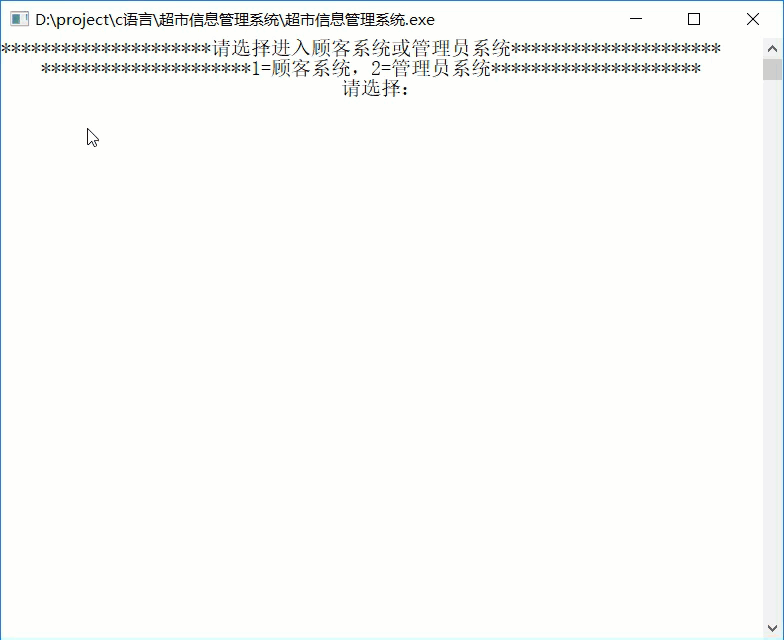 D:\project\c语言\超市信息管理系统\超市信息管理系统.exe
*********************请选择进入顾客系统或管理员系统*********************
*********************1=顾客系统，2=管理员系统*********************
请选择：